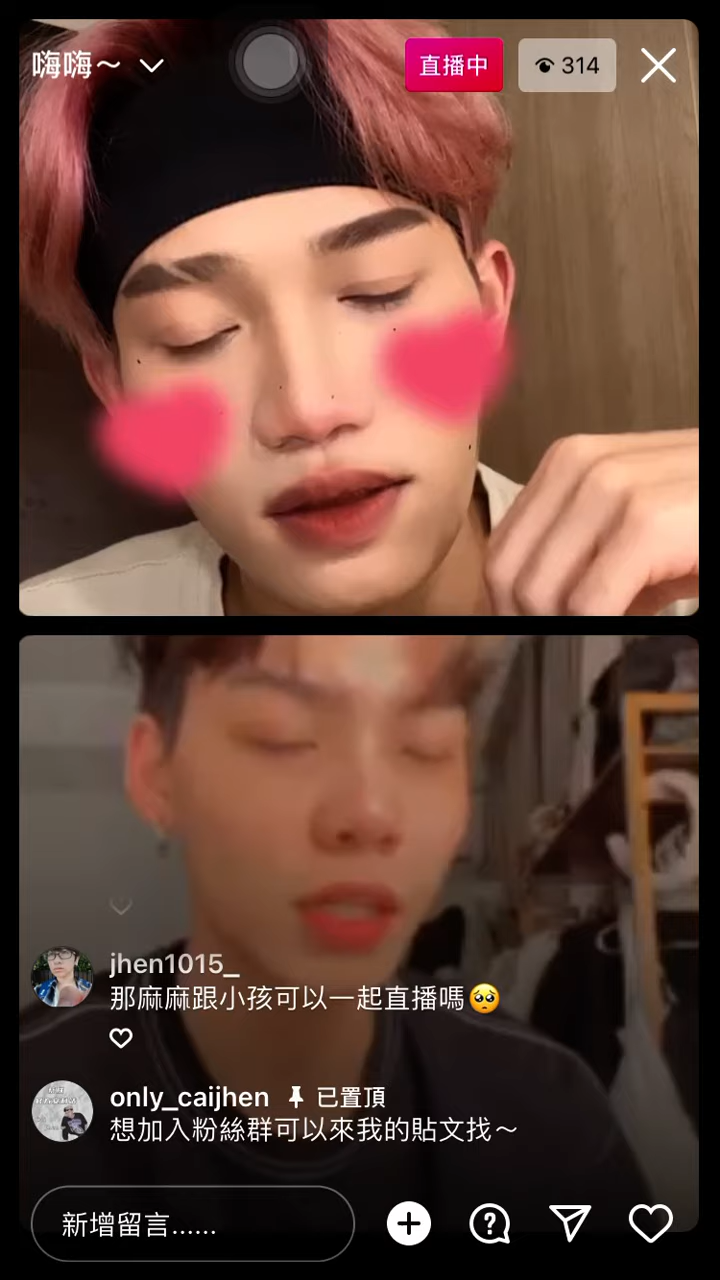 嗨嗨～
直播中
314
jhen1015_
那麻麻跟小孩可以一起直播嗎🥺
only_caijhen 已置頂
想加入粉絲群可以來我的貼文找～
新增留言......